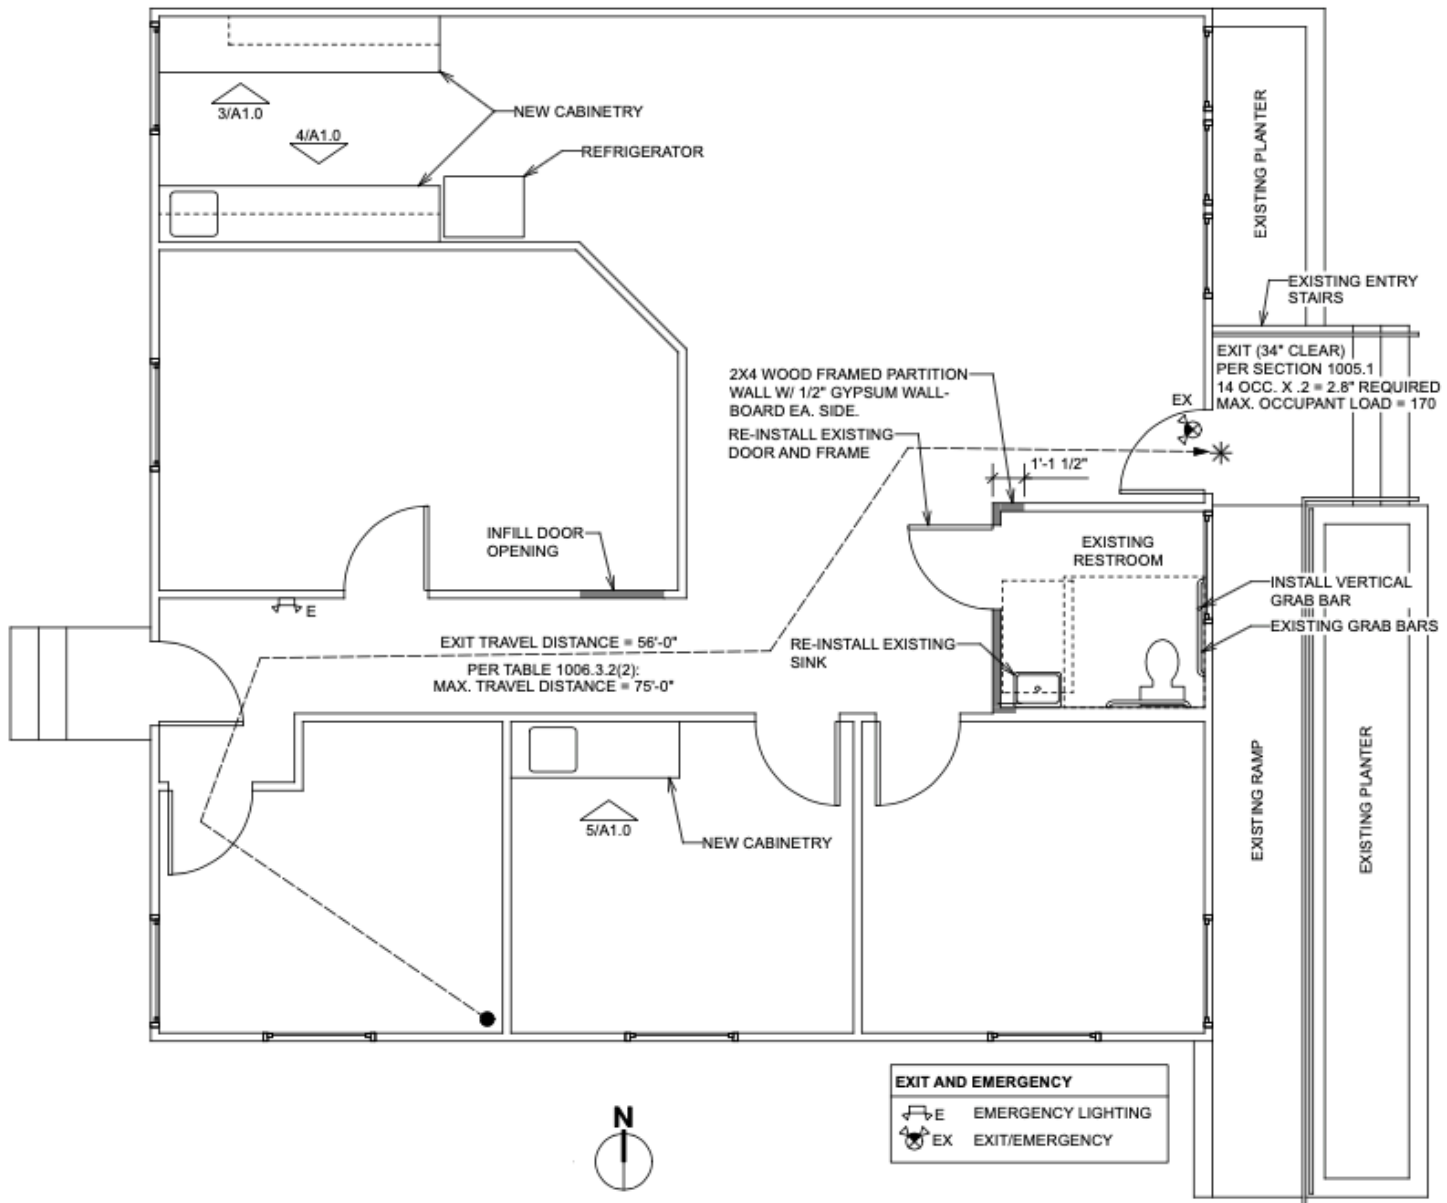 3/A1.0
4/A1.0
NEW CABINETRY
REFRIGERATOR
EXISTING PLANTER
EXISTING ENTRY
STAIRS
EXIT (34" CLEAR)
PER SECTION 1005.1
14 OCC. X .2 = 2.8" REQUIRED
MAX. OCCUPANT LOAD = 170
EX
2X4 WOOD FRAMED PARTITION
WALL W/ 1/2" GYPSUM WALL-
BOARD EA. SIDE.
RE-INSTALL EXISTING
DOOR AND FRAME
1'-1 1/2"
INFILL DOOR
OPENING
EXISTING
RESTROOM
INSTALL VERTICAL
GRAB BAR
EXISTING GRAB BARS
E
EXIT TRAVEL DISTANCE = 56'-0"
PER TABLE 1006.3.2(2):
MAX. TRAVEL DISTANCE = 75'-0"
RE-INSTALL EXISTING
SINK
5/A1.0
NEW CABINETRY
EXISTING RAMP
EXISTING PLANTER
EXIT AND EMERGENCY
E EMERGENCY LIGHTING
EX EXIT/EMERGENCY
N